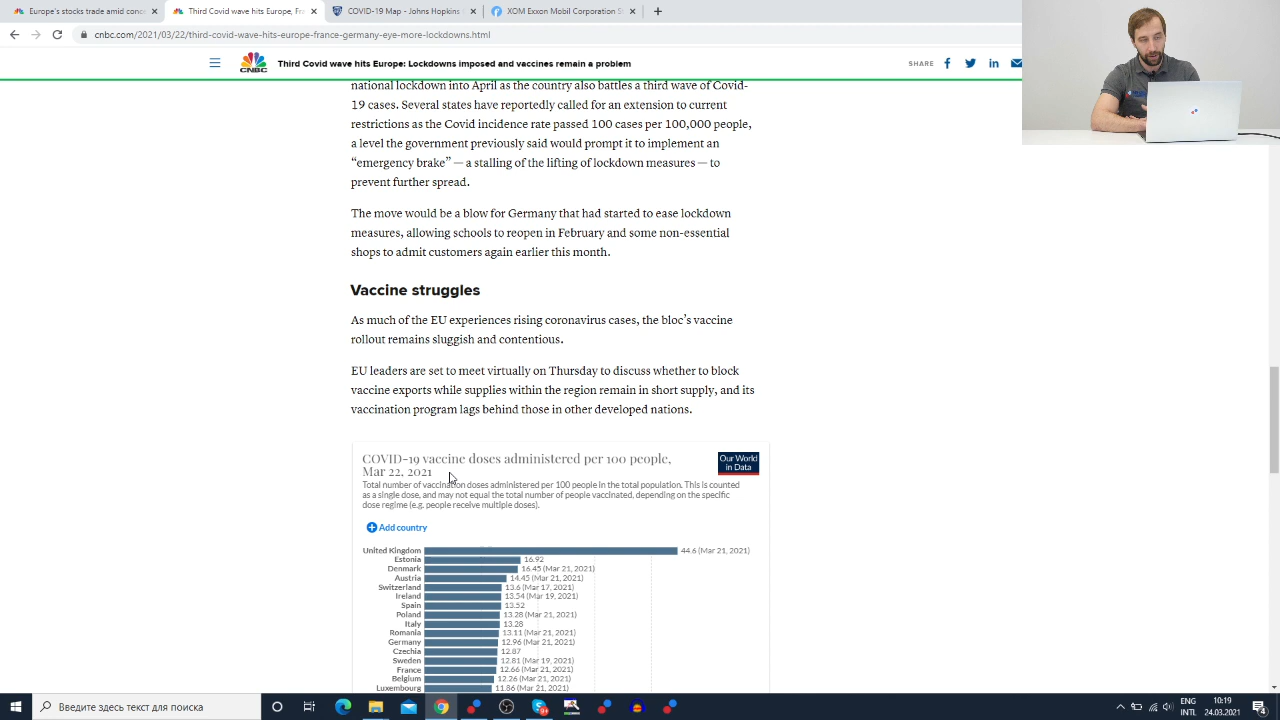 Europe's stocks trade amid conce
Third Covid wave hits Europe, Fra
COVID-19 Map - Johns Hopkins
XOM Exxon Mobil Corporation S
cnbc.com/2021/03/22/third-covid-wave-hits-europe-france-germany-eye-more-lockdowns.html
CNBC
Third Covid wave hits Europe: Lockdowns imposed and vaccines remain a problem
SHARE
national lockdown into April as the country also battles a third wave of Covid-
19 cases. Several states have reportedly called for an extension to current
restrictions as the Covid incidence rate passed 100 cases per 100,000 people,
a level the government previously said would prompt it to implement an
“emergency brake” — a stalling of the lifting of lockdown measures — to
prevent further spread.
The move would be a blow for Germany that had started to ease lockdown
measures, allowing schools to reopen in February and some non-essential
shops to admit customers again earlier this month.
Vaccine struggles
As much of the EU experiences rising coronavirus cases, the bloc’s vaccine
rollout remains sluggish and contentious.
EU leaders are set to meet virtually on Thursday to discuss whether to block
vaccine exports while supplies within the region remain in short supply, and its
vaccination program lags behind those in other developed nations.
COVID-19 vaccine doses administered per 100 people,
Mar 22, 2021
Our World
in Data
Total number of vaccination doses administered per 100 people in the total population. This is counted
as a single dose, and may not equal the total number of people vaccinated, depending on the specific
dose regime (e.g. people receive multiple doses).
Add country
United Kingdom 44.6 (Mar 21, 2021)
Estonia 16.92
Denmark 16.45 (Mar 21, 2021)
Austria 14.45 (Mar 21, 2021)
Switzerland 13.6 (Mar 17, 2021)
Ireland 13.54 (Mar 19, 2021)
Spain 13.52
Poland 13.28 (Mar 21, 2021)
Italy 13.28
Romania 13.11 (Mar 21, 2021)
Germany 12.96 (Mar 21, 2021)
Czechia 12.87
Sweden 12.81 (Mar 19, 2021)
France 12.66 (Mar 21, 2021)
Belgium 12.26 (Mar 21, 2021)
Luxembourg 11.86 (Mar 21, 2021)
Введите здесь текст для поиска
ENG
INTL
10:19
24.03.2021